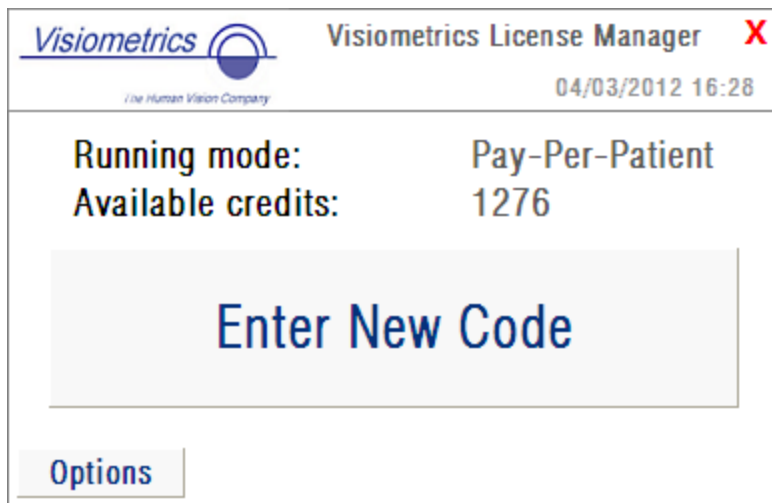 Visiometrics
The Human Vision Company
Visiometrics License Manager X
04/03/2012 16:28
Running mode: Pay-Per-Patient
Available credits: 1276
Enter New Code
Options